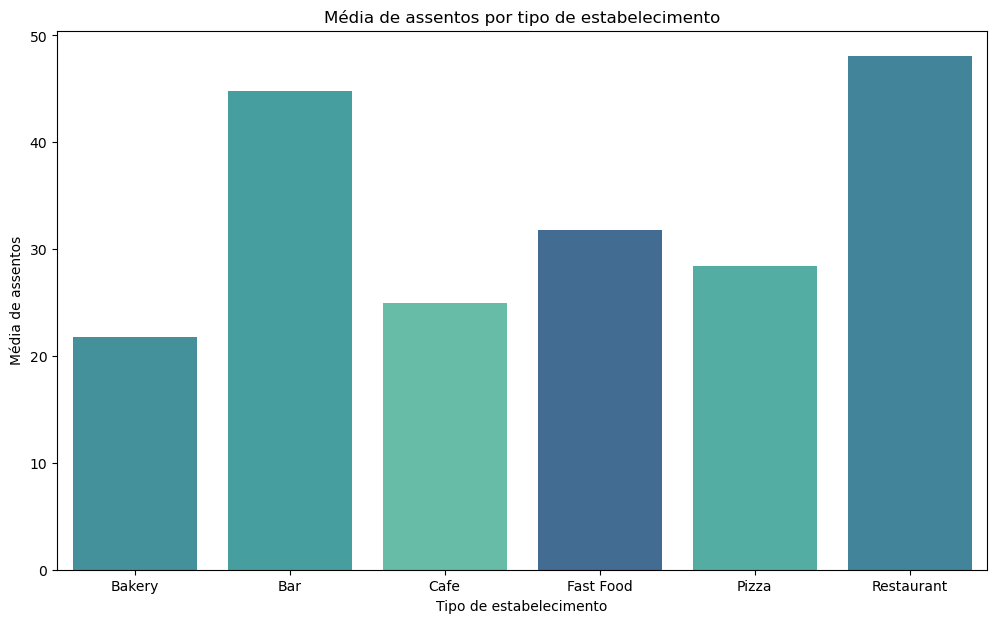 Média de assentos por tipo de estabelecimento
50
40
30
20
10
0
Média de assentos
Bakery Bar Cafe Fast Food Pizza Restaurant
Tipo de estabelecimento